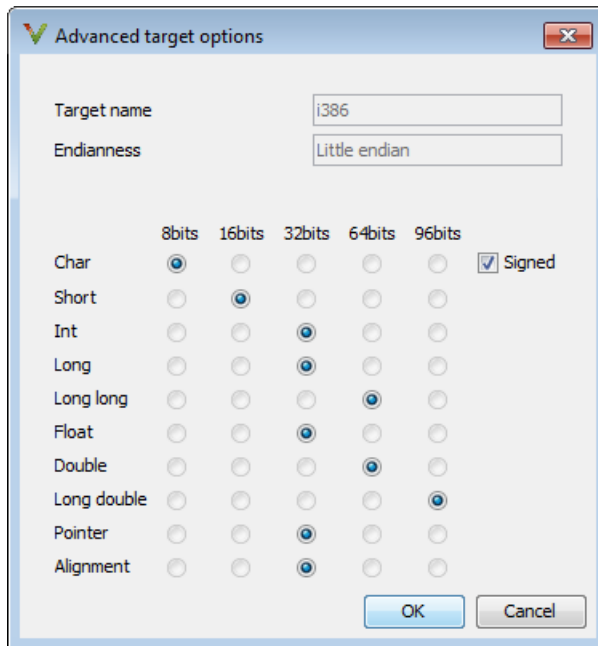 Advanced target options
Target name i386
Endianness Little endian
8bits 16bits 32bits 64bits 96bits
Char Signed
Short
Int
Long
Long long
Float
Double
Long double
Pointer
Alignment
OK Cancel